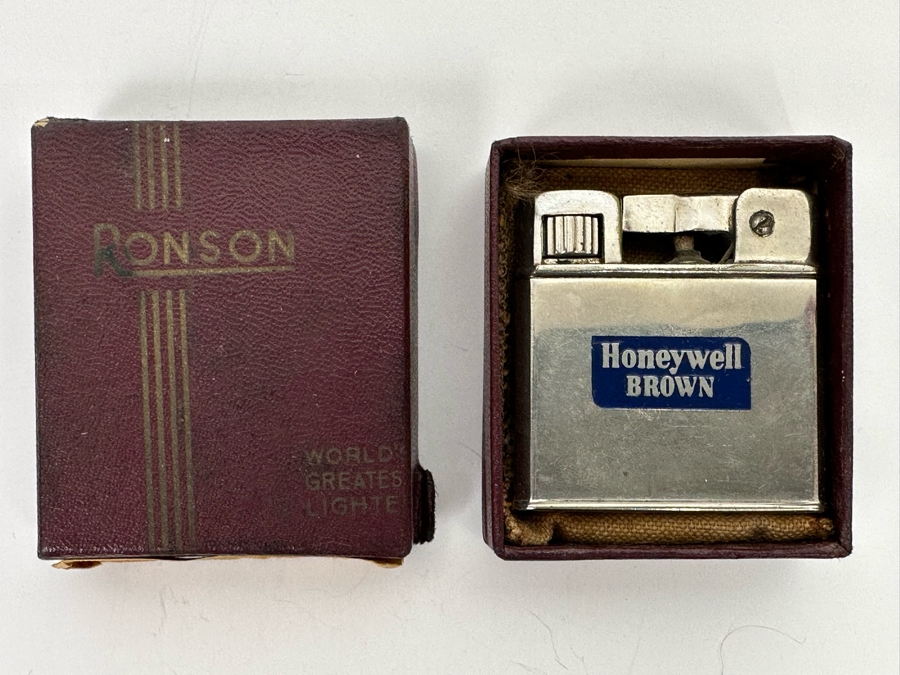 RONSON
WORLD'
GREATES
LIGHTE
Honeywell
BROWN